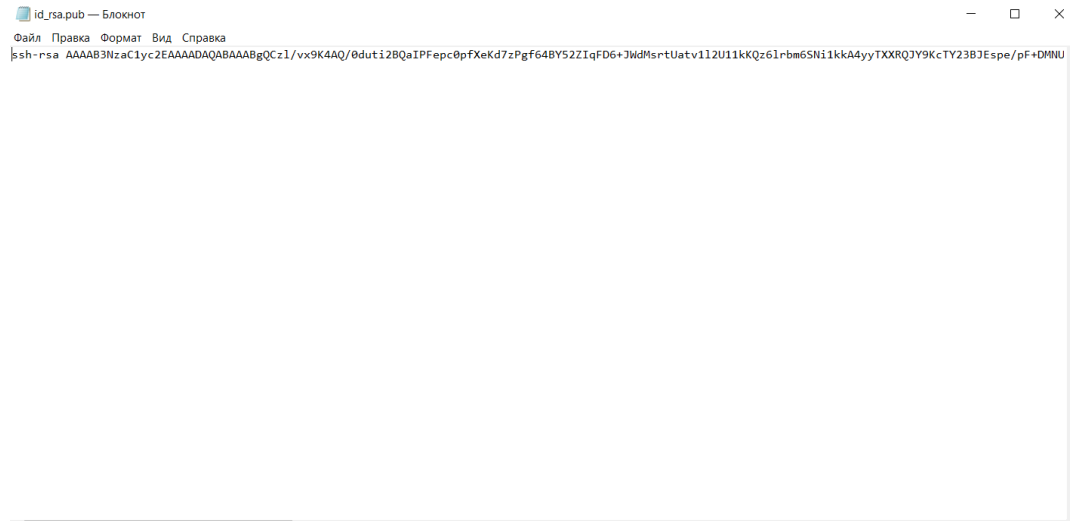 id_rsa.pub — Блокнот
Файл Правка Формат Вид Справка
ssh-rsa AAAAB3NzaC1yc2EAAAADAQABAAABgQCzl/vx9K4AQ/0duti2BQaIPFepc0pfXeKd7zPgf64BY52ZIqFD6+JWdMsrtUatv1l2U11kKQz6lrbm6SNi1kkA4yyTXXRQJY9KcTY23BJEspe/pF+DMNU